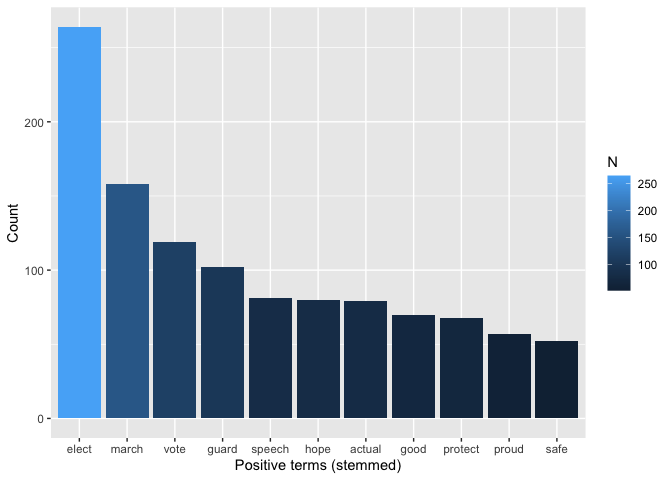 Count
200
100
0
elect march vote guard speech hope actual good protect proud safe
Positive terms (stemmed)
N
250
200
150
100